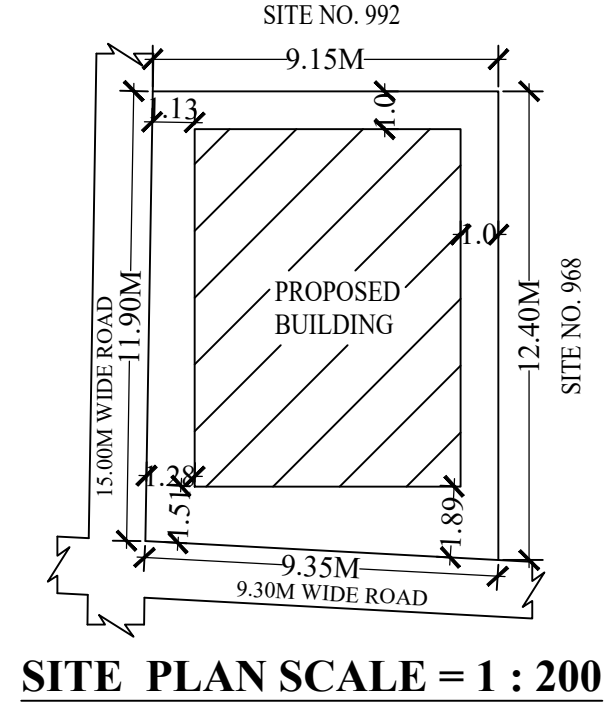 SITE NO. 992
9.15M
1.13
1.0
1.0
PROPOSED
BUILDING
11.90M
15.00M WIDE ROAD
12.40M
SITE NO. 968
1.28
1.51
1.89
9.35M
9.30M WIDE ROAD
SITE PLAN SCALE = 1 : 200